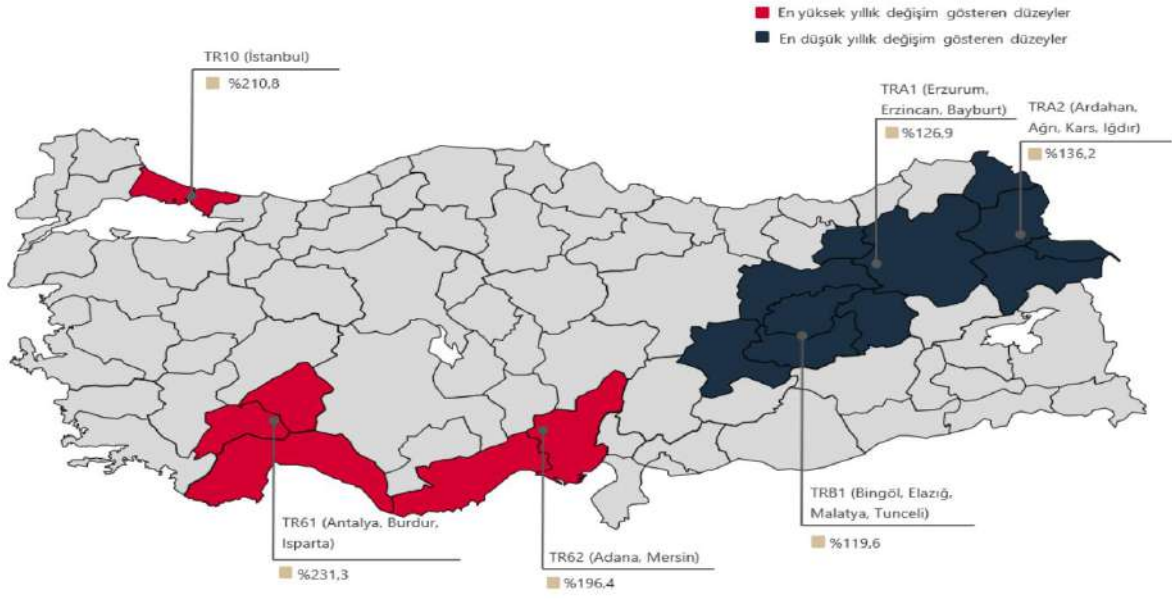 En yüksek yıllık değişim gösteren düzeyler
En düşük yıllık değişim gösteren düzeyler
TR10 (İstanbul)
%210,8
TRA1 (Erzurum,
Erzincan, Bayburt)
%126,9
TRA2 (Ardahan,
Ağrı, Kars, Iğdır)
%136,2
TRB1 (Bingöl, Elazığ,
Malatya, Tunceli)
%119,6
TR61 (Antalya, Burdur,
Isparta)
%231,3
TR62 (Adana, Mersin)
%196,4